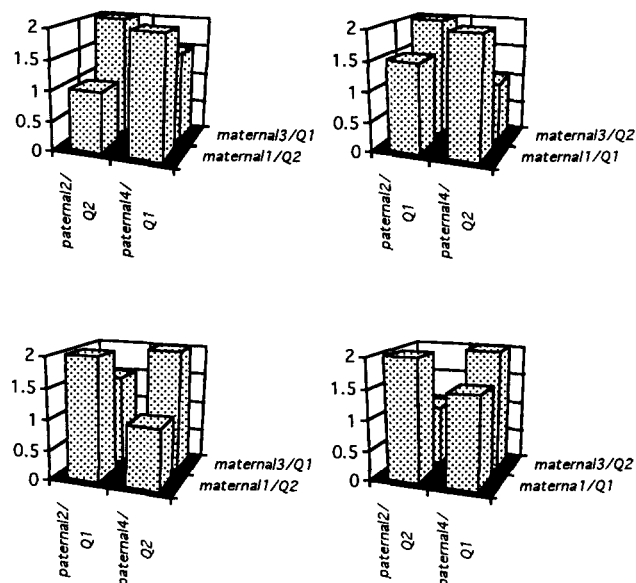 2
1.5
1
0.5
0
maternal3/Q1
maternal1/Q2
paternal2/
Q2
paternal4/
Q1
2
1.5
1
0.5
0
maternal3/Q2
maternal1/Q1
paternal2/
Q1
paternal4/
Q2
2
1.5
1
0.5
0
maternal3/Q1
maternal1/Q2
paternal2/
Q1
paternal4/
Q2
2
1.5
1
0.5
0
maternal3/Q2
materna1/Q1
paternal2/
Q2
paternal4/
Q1